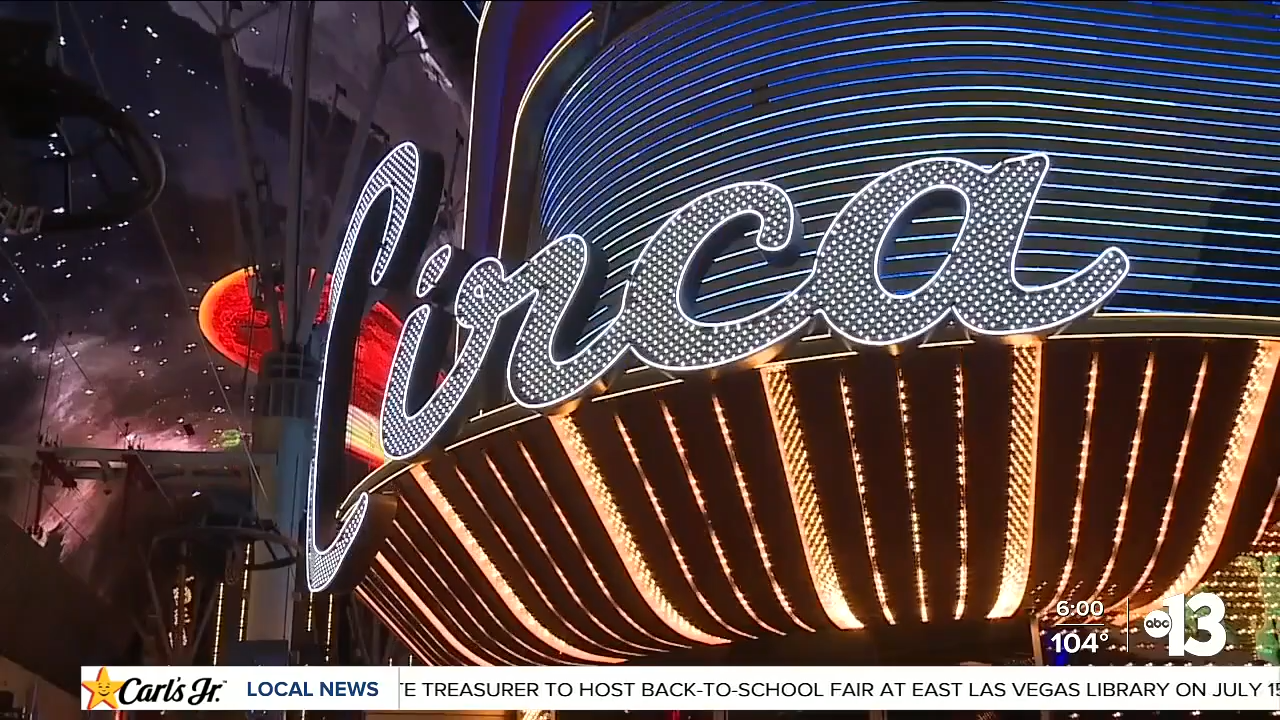 Circa
6:00
104°
abc 13
Carl's Jr.
LOCAL NEWS
E TREASURER TO HOST BACK-TO-SCHOOL FAIR AT EAST LAS VEGAS LIBRARY ON JULY